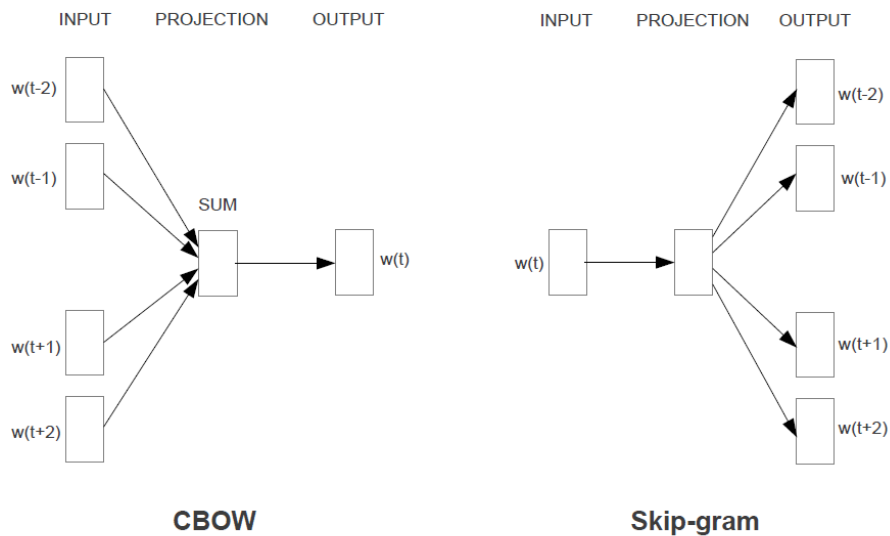 INPUT PROJECTION OUTPUT
w(t-2)
w(t-1)
SUM
w(t)
w(t+1)
w(t+2)
CBOW
INPUT PROJECTION OUTPUT
w(t-2)
w(t-1)
w(t)
w(t+1)
w(t+2)
Skip-gram